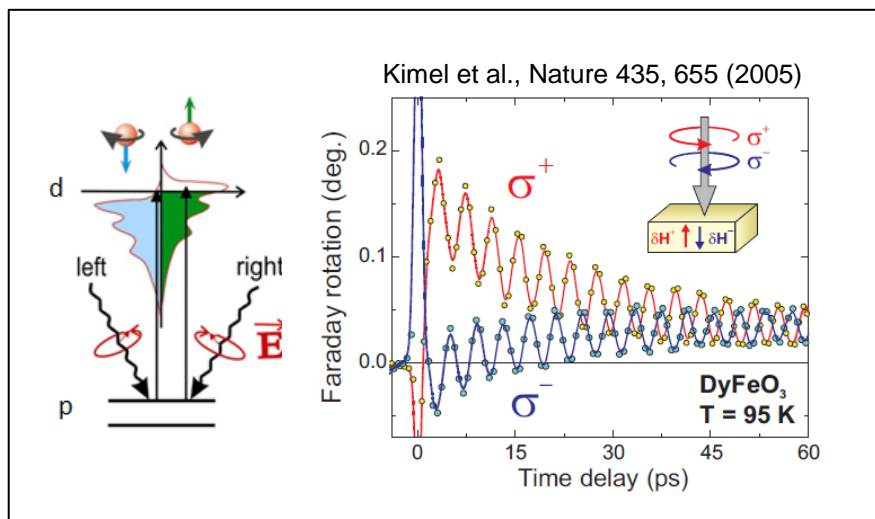 Kimel et al., Nature 435, 655 (2005)
d
left
right
E
p
Faraday rotation (deg.)
0.2
0.1
0.0
σ+
σ−
σ+
σ−
δH+
δH−
DyFeO₃
T = 95 K
0
15
30
45
60
Time delay (ps)